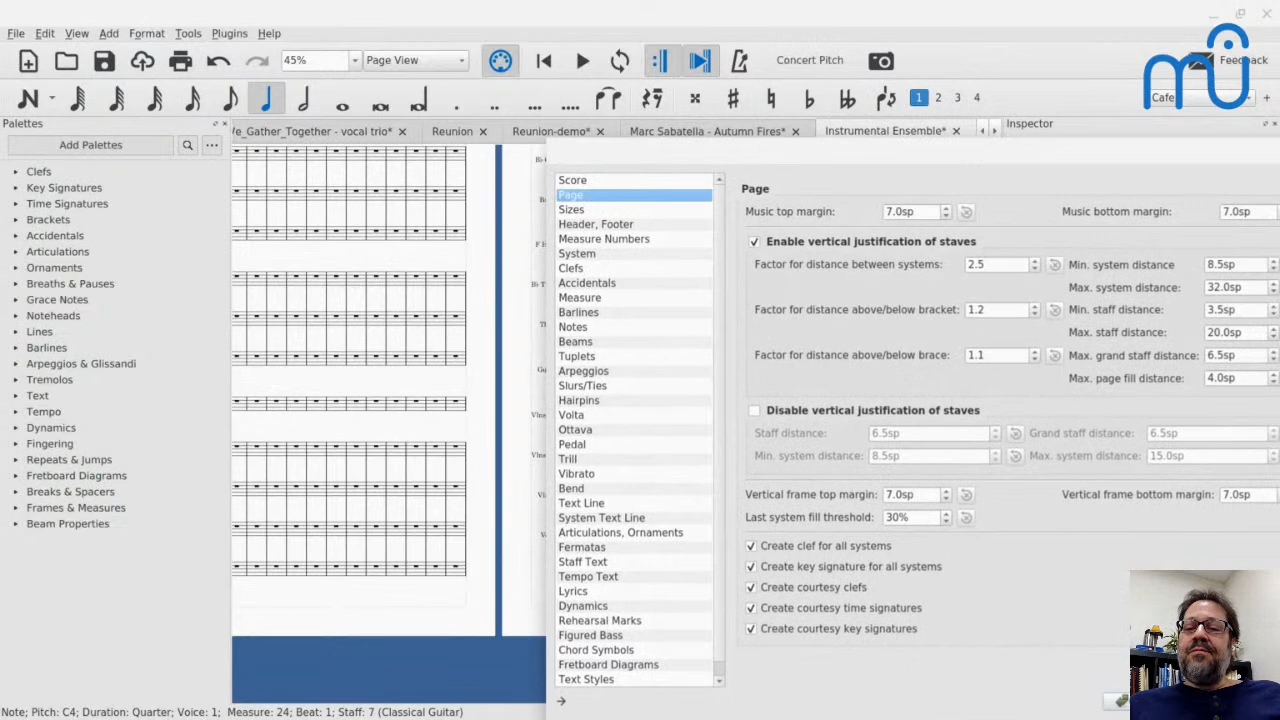 File Edit View Add Format Tools Plugins Help
45% Page View Concert Pitch Feedback
1 2 3 4
Palettes
We_Gather_Together - vocal trio* Reunion Reunion-demo* Marc Sabatella - Autumn Fires* Instrumental Ensemble* Inspector
Add Palettes
Clefs
Key Signatures
Time Signatures
Brackets
Accidentals
Articulations
Ornaments
Breaths & Pauses
Grace Notes
Noteheads
Lines
Barlines
Arpeggios & Glissandi
Tremolos
Text
Tempo
Dynamics
Fingering
Repeats & Jumps
Fretboard Diagrams
Breaks & Spacers
Frames & Measures
Beam Properties
Score
Page
Sizes
Header, Footer
Measure Numbers
System
Clefs
Accidentals
Measure
Barlines
Notes
Beams
Tuplets
Arpeggios
Slurs/Ties
Hairpins
Volta
Ottava
Pedal
Trill
Vibrato
Bend
Text Line
System Text Line
Articulations, Ornaments
Fermatas
Staff Text
Tempo Text
Lyrics
Dynamics
Rehearsal Marks
Figured Bass
Chord Symbols
Fretboard Diagrams
Text Styles
Page
Music top margin: 7.0sp Music bottom margin: 7.0sp
Enable vertical justification of staves
Factor for distance between systems: 2.5 Min. system distance 8.5sp
Max. system distance: 32.0sp
Factor for distance above/below bracket: 1.2 Min. staff distance: 3.5sp
Max. staff distance: 20.0sp
Factor for distance above/below brace: 1.1 Max. grand staff distance: 6.5sp
Max. page fill distance: 4.0sp
Disable vertical justification of staves
Staff distance: 6.5sp Grand staff distance: 6.5sp
Min. system distance: 8.5sp Max. system distance: 15.0sp
Vertical frame top margin: 7.0sp Vertical frame bottom margin: 7.0sp
Last system fill threshold: 30%
Create clef for all systems
Create key signature for all systems
Create courtesy clefs
Create courtesy time signatures
Create courtesy key signatures
Note; Pitch: C4; Duration: Quarter; Voice: 1; Measure: 24; Beat: 1; Staff: 7 (Classical Guitar)